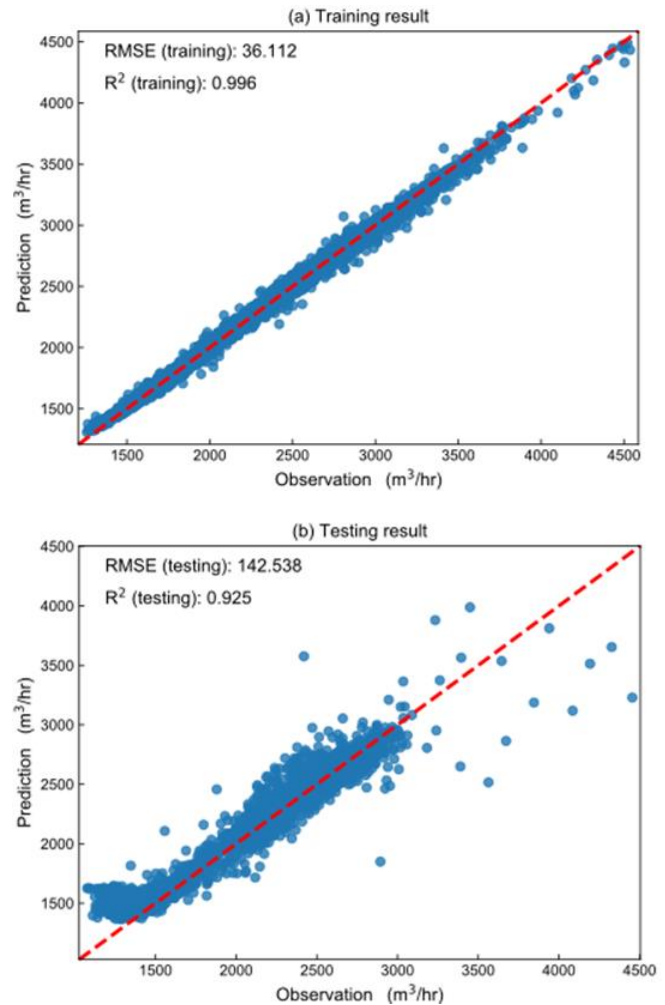 (a) Training result
RMSE (training): 36.112
R² (training): 0.996
4500
4000
3500
3000
2500
2000
1500
Prediction (m³/hr)
1500 2000 2500 3000 3500 4000 4500
Observation (m³/hr)
(b) Testing result
RMSE (testing): 142.538
R² (testing): 0.925
4500
4000
3500
3000
2500
2000
1500
Prediction (m³/hr)
1500 2000 2500 3000 3500 4000 4500
Observation (m³/hr)